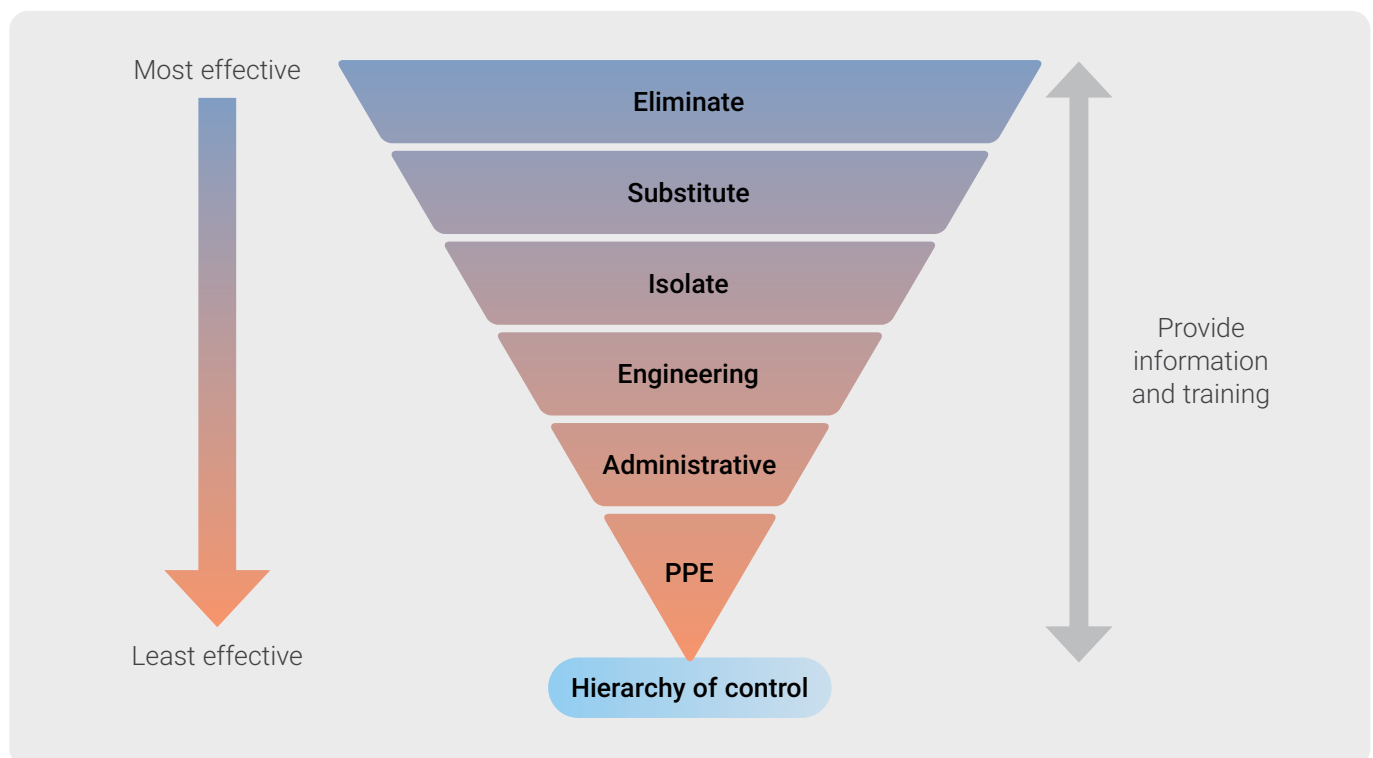 Most effective
Eliminate
Substitute
Isolate
Engineering
Administrative
PPE
Least effective
Hierarchy of control
Provide
information
and training